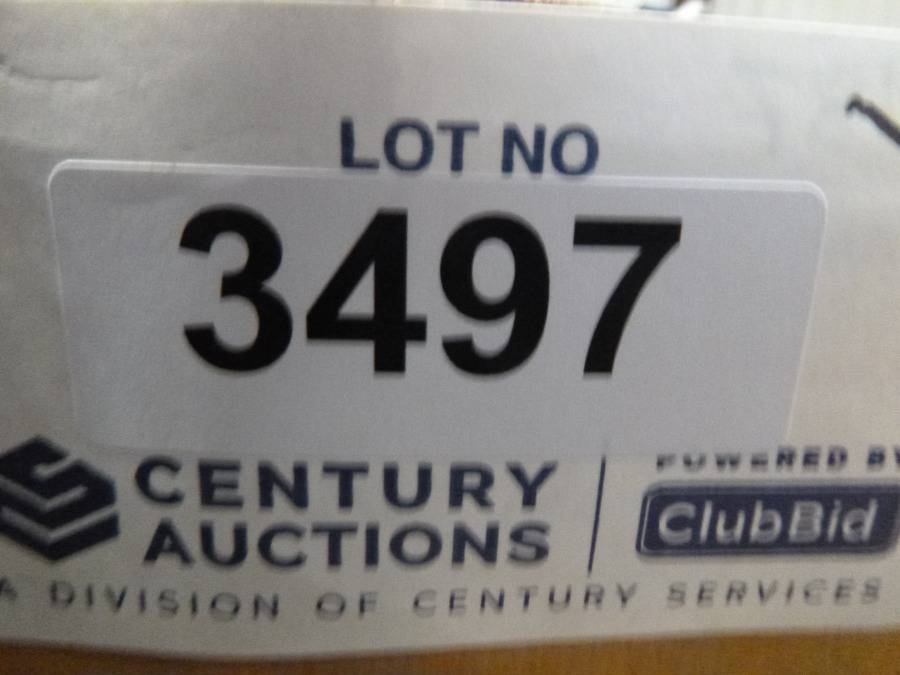 LOT NO
3497
CENTURY
AUCTIONS
POWERED BY
ClubBid
A DIVISION OF CENTURY SERVICES